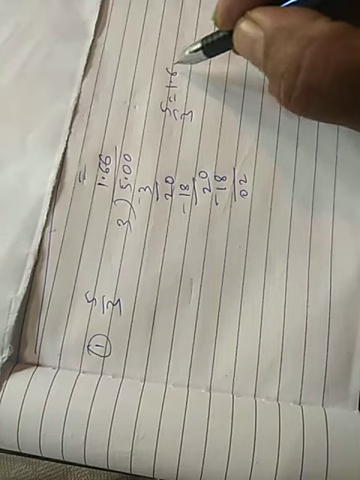 ① 5/3 =
1.66
3 ) 5.00
-3
20
-18
20
-18
02
5/3 = 1.6